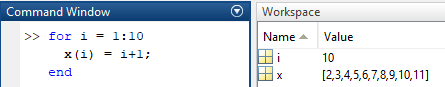 Command Window
>> for i = 1:10
x(i) = i+1;
end
Workspace
Name Value
i 10
x [2,3,4,5,6,7,8,9,10,11]